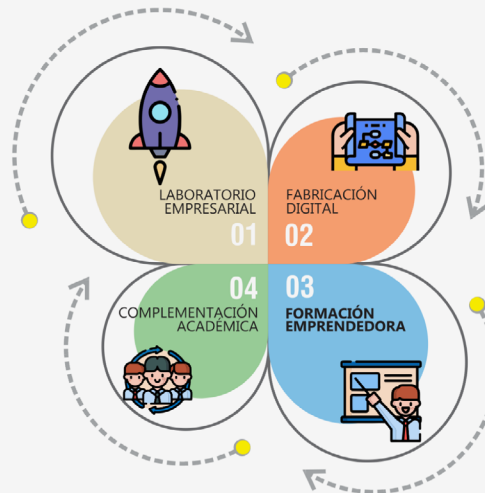 LABORATORIO
EMPRESARIAL
01
FABRICACIÓN
DIGITAL
02
03
FORMACIÓN
EMPRENDEDORA
04
COMPLEMENTACIÓN
ACADÉMICA